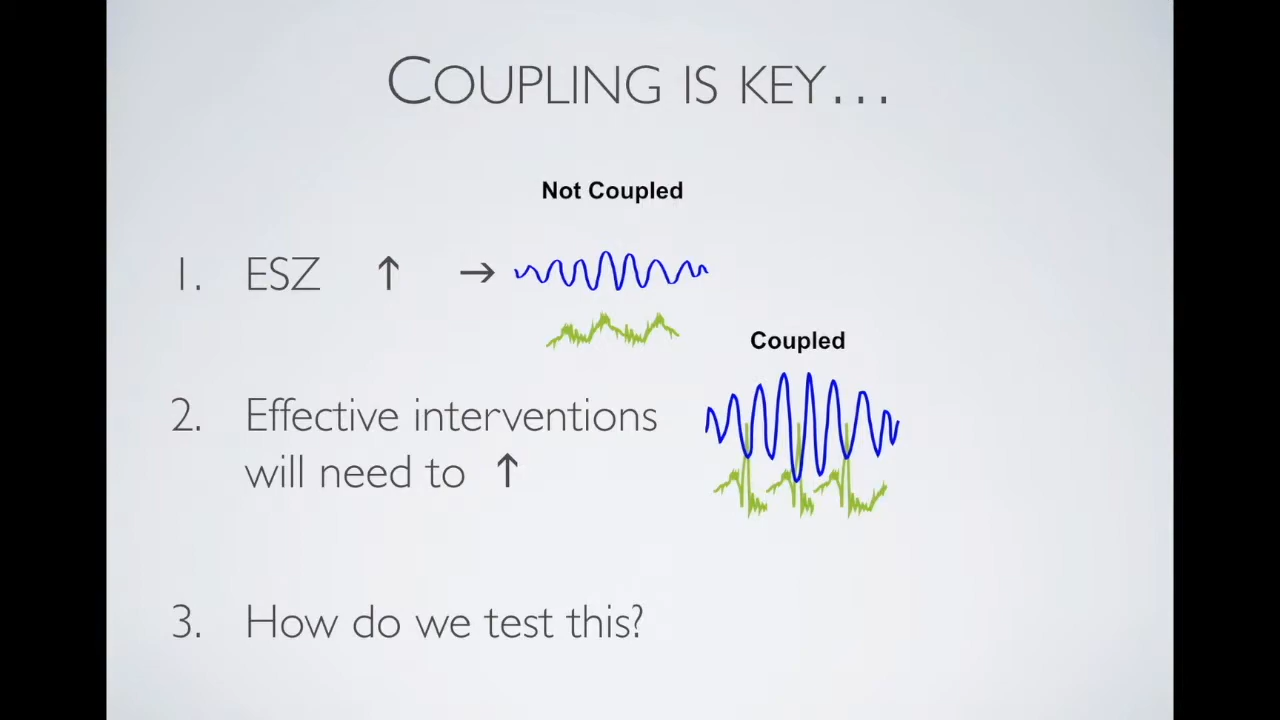 COUPLING IS KEY...
Not Coupled
1. ESZ ↑ →
Coupled
2. Effective interventions
will need to ↑
3. How do we test this?